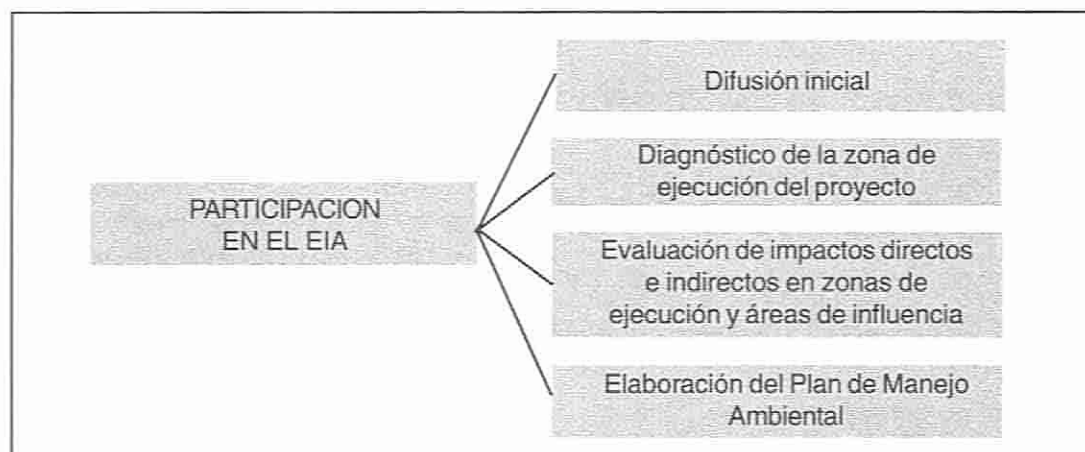 Difusión inicial
Diagnóstico de la zona de
ejecución del proyecto
PARTICIPACION
EN EL EIA
Evaluación de impactos directos
e indirectos en zonas de
ejecución y áreas de influencia
Elaboración del Plan de Manejo
Ambiental